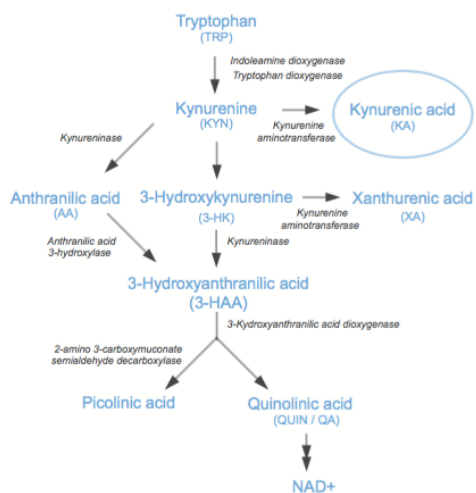 Tryptophan
(TRP)
Indoleamine dioxygenase
Tryptophan dioxygenase
Kynurenine
(KYN)
Kynurenine
aminotransferase
Kynurenic acid
(KA)
Kynureninase
Anthranilic acid
(AA)
3-Hydroxykynurenine
(3-HK)
Kynurenine
aminotransferase
Xanthurenic acid
(XA)
Anthranilic acid
3-hydroxylase
Kynureninase
3-Hydroxyanthranilic acid
(3-HAA)
3-Kydroxyanthranilic acid dioxygenase
2-amino 3-carboxymuconate
semialdehyde decarboxylase
Picolinic acid
Quinolinic acid
(QUIN / QA)
NAD+